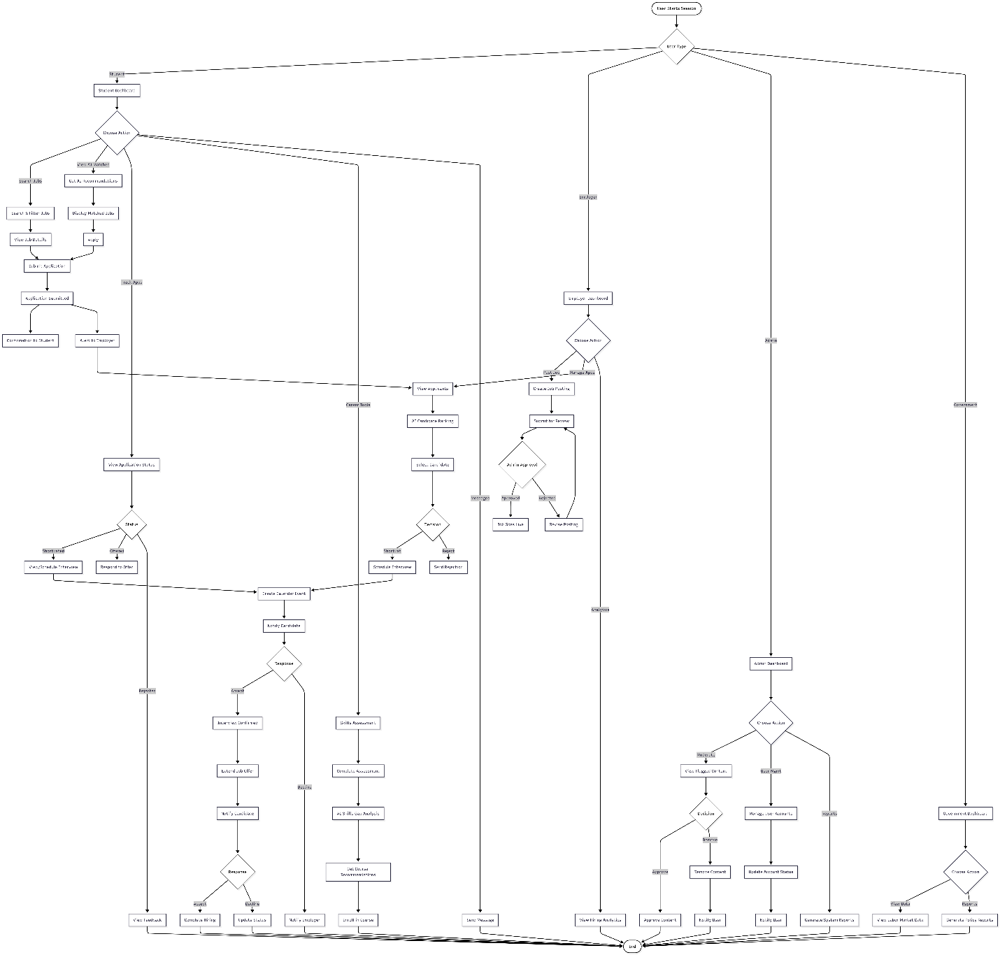 User Starts Session
User Type
Student
Student Dashboard
Choose Action
View AI Matches
Search Jobs
Get AI Recommendations
Employer
Search & Filter Jobs
Display Matched Jobs
View Job Details
Apply
Submit Application
Track Apps
Application Submitted
Employer Dashboard
Confirmation to Student
Alert to Employer
Choose Action
Admin
Post Job
Manage Apps
View Applicants
Create Job Posting
Career Tools
Government
AI Candidate Ranking
Submit for Review
View Application Status
Select Candidate
Admin Approval
Messages
Approved
Rejected
Status
Decision
Job Goes Live
Revise Posting
Shortlisted
Offered
Shortlist
Reject
View/Schedule Interview
Respond to Offer
Schedule Interview
Send Rejection
Create Calendar Event
Analytics
Notify Candidate
Response
Admin Dashboard
Rejected
Accept
Interview Confirmed
Skills Assessment
Choose Action
Moderate
Extend Job Offer
Complete Assessment
View Flagged Content
User Mgmt
Decline
Notify Candidate
AI Skills Gap Analysis
Decision
Manage User Accounts
Reports
Government Dashboard
Remove
Response
Get Course
Recommendations
Approve
Remove Content
Update Account Status
Choose Action
Accept
Decline
View Data
Reports
View Feedback
Complete Hiring
Update Status
Notify Employer
Enroll in Course
Send Message
View Hiring Analytics
Approve Content
Notify User
Notify User
Generate System Reports
View Labor Market Data
Generate Policy Reports
End